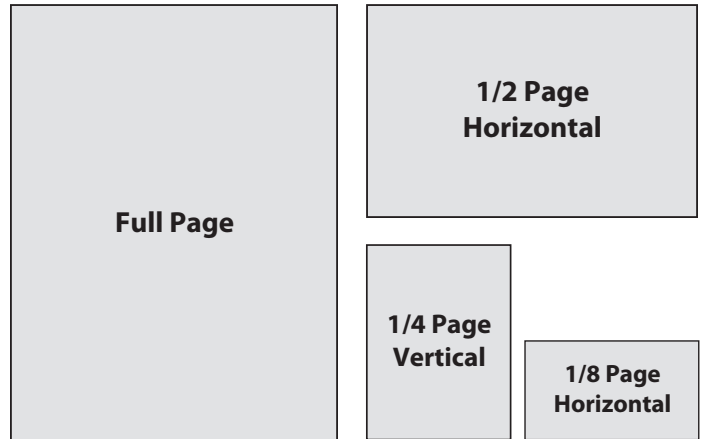 Full Page
1/2 Page
Horizontal
1/4 Page
Vertical
1/8 Page
Horizontal